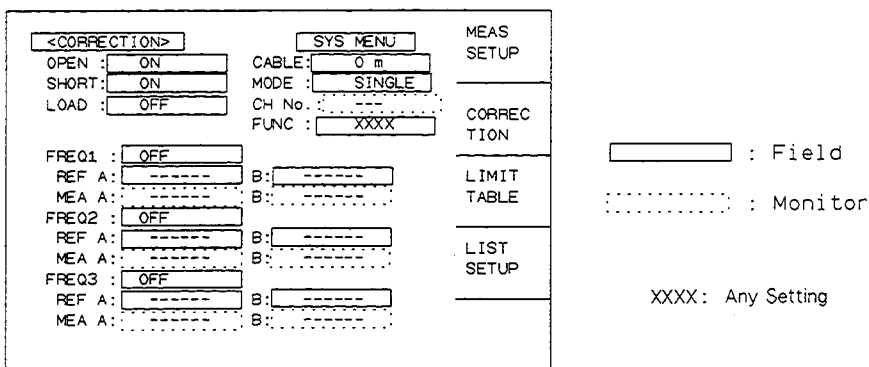 <CORRECTION> SYS MENU
OPEN : ON CABLE: 0 m
SHORT: ON MODE : SINGLE
LOAD : OFF CH No. : ---
FUNC : XXXX
FREQ1 : OFF
REF A: ------ B: ------
MEA A: ------ B: ------
FREQ2 : OFF
REF A: ------ B: ------
MEA A: ------ B: ------
FREQ3 : OFF
REF A: ------ B: ------
MEA A: ------ B: ------
MEAS
SETUP
CORREC
TION
LIMIT
TABLE
LIST
SETUP
: Field
: Monitor
XXXX: Any Setting